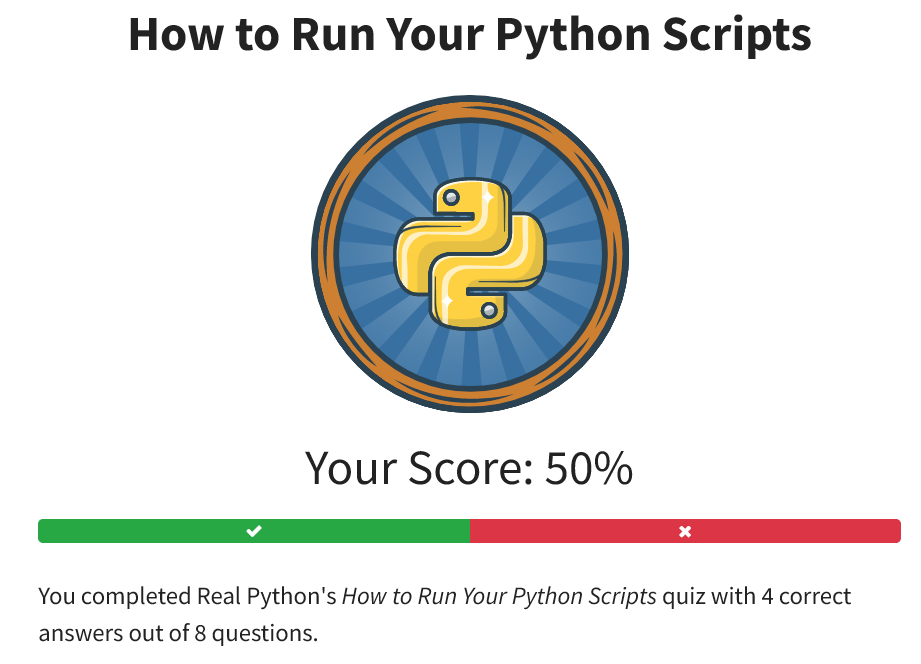 How to Run Your Python Scripts
Your Score: 50%
You completed Real Python's How to Run Your Python Scripts quiz with 4 correct
answers out of 8 questions.